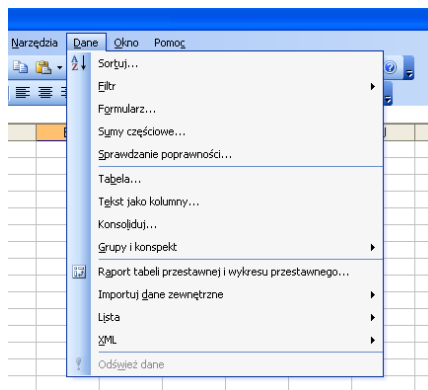 Narzędzia Dane Okno Pomoc
Sortuj...
Filtr
Formularz...
Sumy częściowe...
Sprawdzanie poprawności...
Tabela...
Tekst jako kolumny...
Konsoliduj...
Grupy i konspekt
Raport tabeli przestawnej i wykresu przestawnego...
Importuj dane zewnętrzne
Lista
XML
Odśwież dane